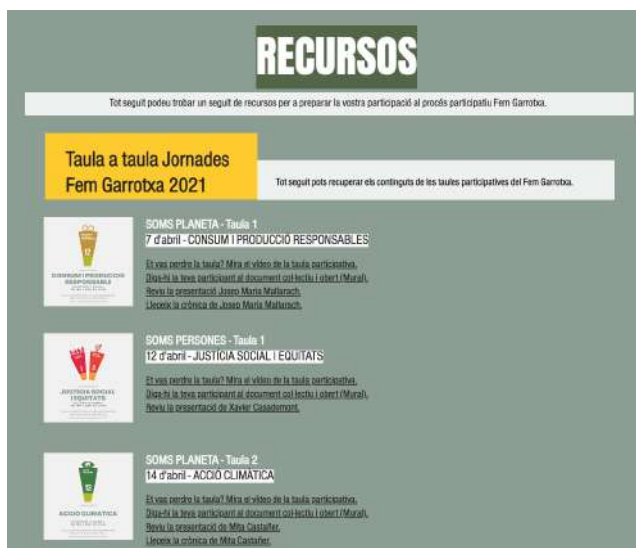 RECURSOS
Tot seguit podeu trobar un seguit de recursos per a preparar la vostra participació al procés participatiu Fem Garrotxa.
Taula a taula Jornades
Fem Garrotxa 2021
Tot seguit pots recuperar els continguts de les taules participatives del Fem Garrotxa.
SOMS PLANETA - Taula 1
7 d'abril - CONSUM I PRODUCCIÓ RESPONSABLES
Et vas perdre la taula? Mira el vídeo de la taula participativa.
Diga-hi la teva participant al document col·lectiu i obert (Mural).
Reviu la presentació Josep Maria Mallarach.
Llegeix la crònica de Josep Maria Mallarach.
12
CONSUM I PRODUCCIÓ
RESPONSABLE
SOMS PERSONES - Taula 1
12 d'abril - JUSTÍCIA SOCIAL I EQUITATS
Et vas perdre la taula? Mira el vídeo de la taula participativa.
Diga-hi la teva participant al document col·lectiu i obert (Mural).
Reviu la presentació de Xavier Casademont.
JUSTÍCIA SOCIAL
I EQUITATS
SOMS PLANETA - Taula 2
14 d'abril - ACCIÓ CLIMÀTICA
Et vas perdre la taula? Mira el vídeo de la taula participativa.
Diga-hi la teva participant al document col·lectiu i obert (Mural).
Reviu la presentació de Mita Castañer.
Llegeix la crònica de Mita Castañer.
ACCIÓ CLIMÀTICA